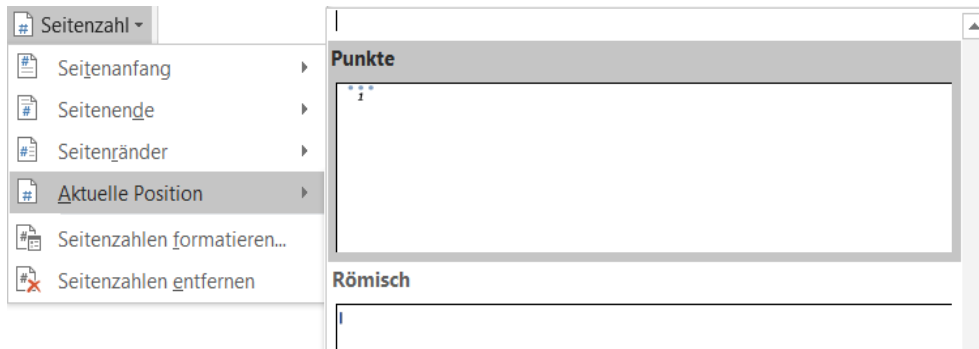 Seitenzahl
Seitenanfang
Seitenende
Seitenränder
Aktuelle Position
Seitenzahlen formatieren...
Seitenzahlen entfernen
Punkte
1
Römisch
I